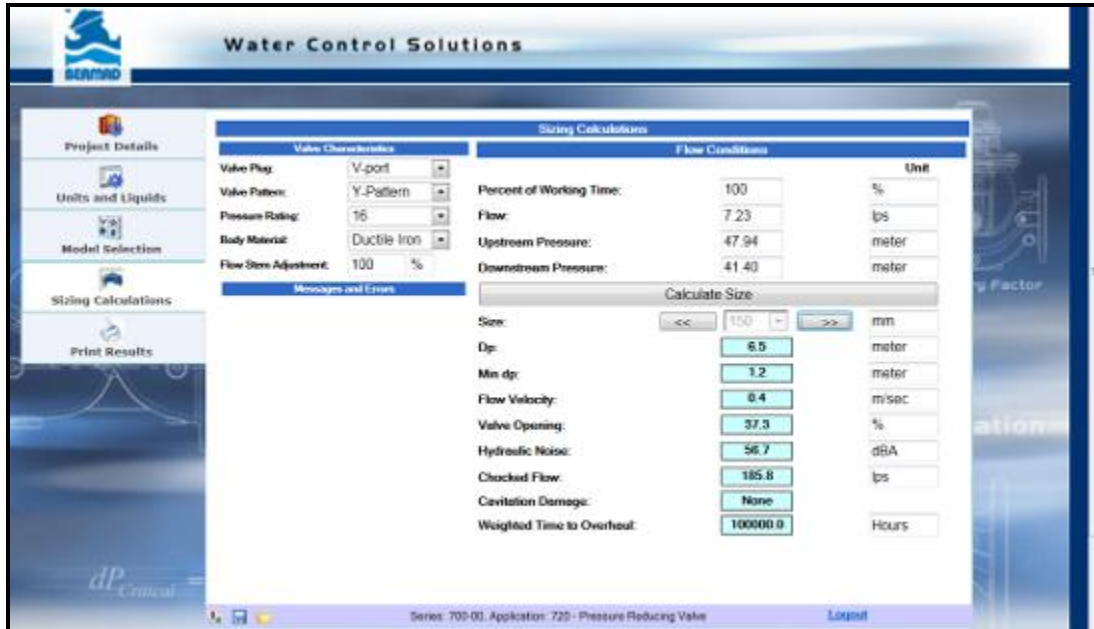 BERMAD
Water Control Solutions
Project Details
Units and Liquids
Model Selection
Sizing Calculations
Print Results
Sizing Calculations
Valve Characteristics
Valve Plug: V-port
Valve Pattern: Y-Pattern
Pressure Rating: 16
Body Material: Ductile Iron
Flow Stem Adjustment: 100 %
Messages and Errors
Flow Conditions
Unit
Percent of Working Time: 100 %
Flow: 7.23 lps
Upstream Pressure: 47.94 meter
Downstream Pressure: 41.40 meter
Calculate Size
Size: << 150 >> mm
Dp: 6.5 meter
Min dp: 1.2 meter
Flow Velocity: 0.4 m/sec
Valve Opening: 37.3 %
Hydraulic Noise: 56.7 dBA
Chocked Flow: 185.8 lps
Cavitation Damage: None
Weighted Time to Overhaul: 100000.0 Hours
y Factor
ation
dP Critical =
Series: 700-00, Application: 720 - Pressure Reducing Valve
Logout